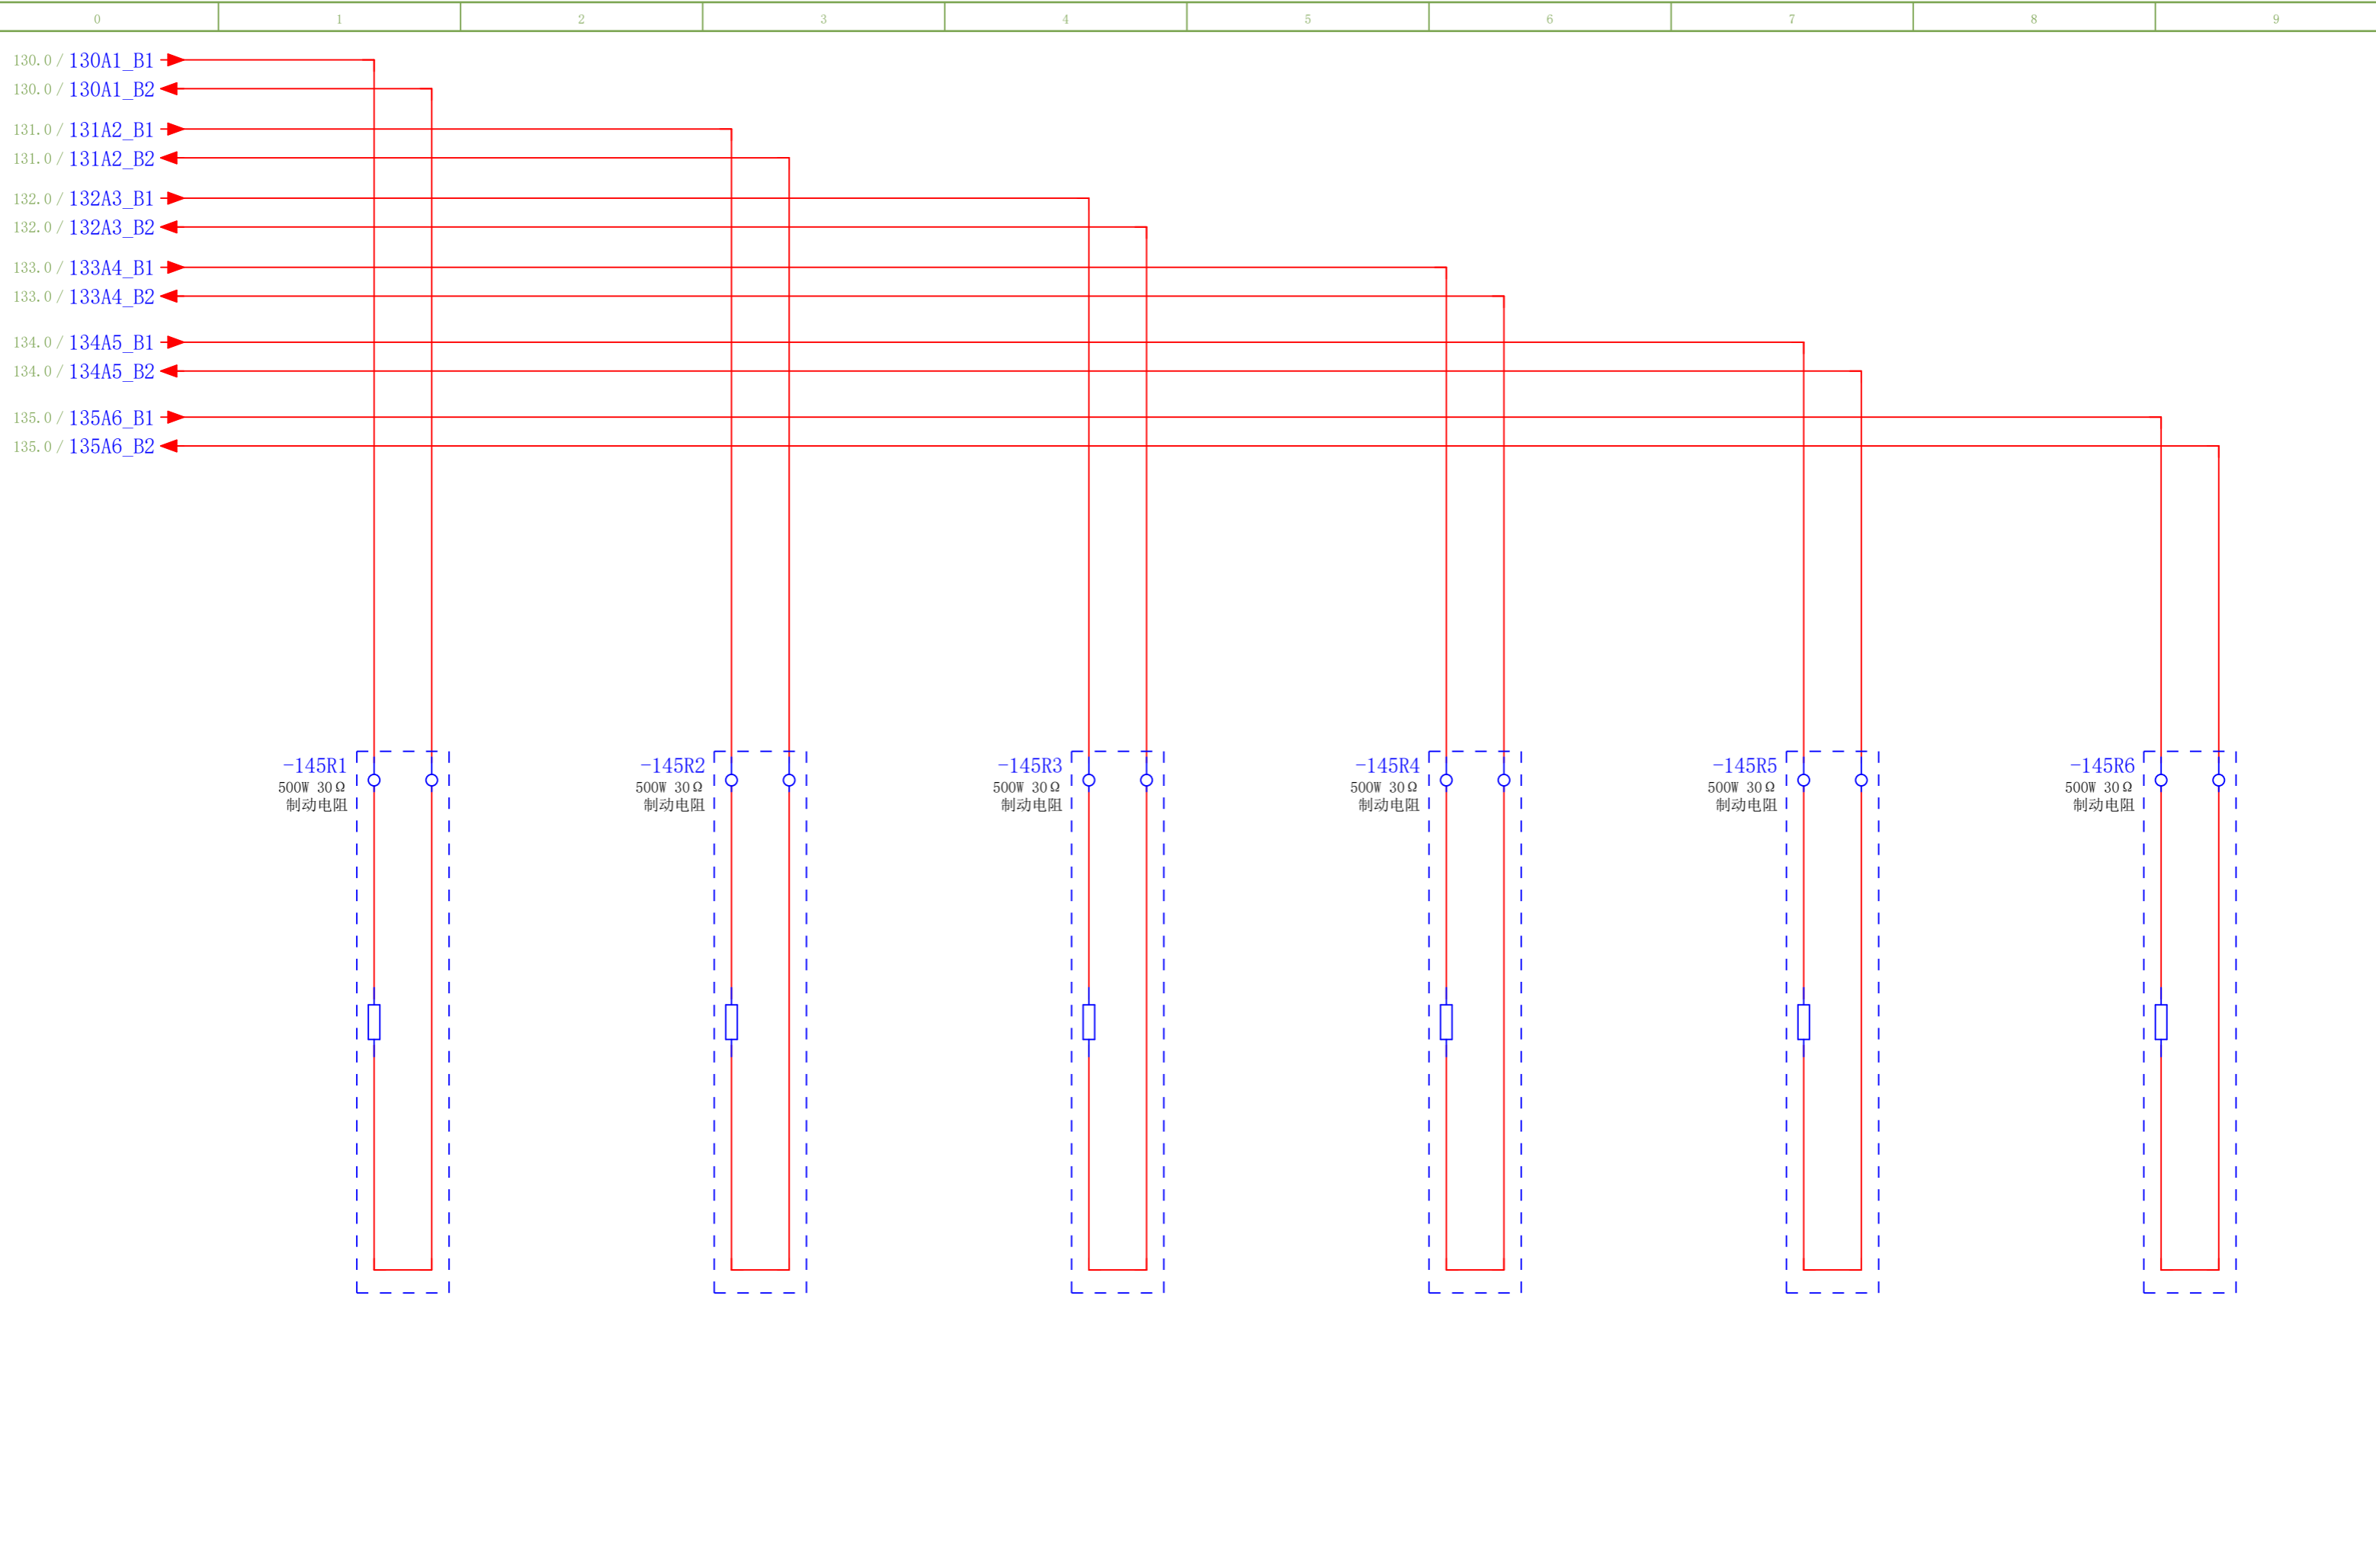 0 1 2 3 4 5 6 7 8 9
130.0 / 130A1_B1
130.0 / 130A1_B2
131.0 / 131A2_B1
131.0 / 131A2_B2
132.0 / 132A3_B1
132.0 / 132A3_B2
133.0 / 133A4_B1
133.0 / 133A4_B2
134.0 / 134A5_B1
134.0 / 134A5_B2
135.0 / 135A6_B1
135.0 / 135A6_B2
-145R1
500W 30Ω
制动电阻
-145R2
500W 30Ω
制动电阻
-145R3
500W 30Ω
制动电阻
-145R4
500W 30Ω
制动电阻
-145R5
500W 30Ω
制动电阻
-145R6
500W 30Ω
制动电阻